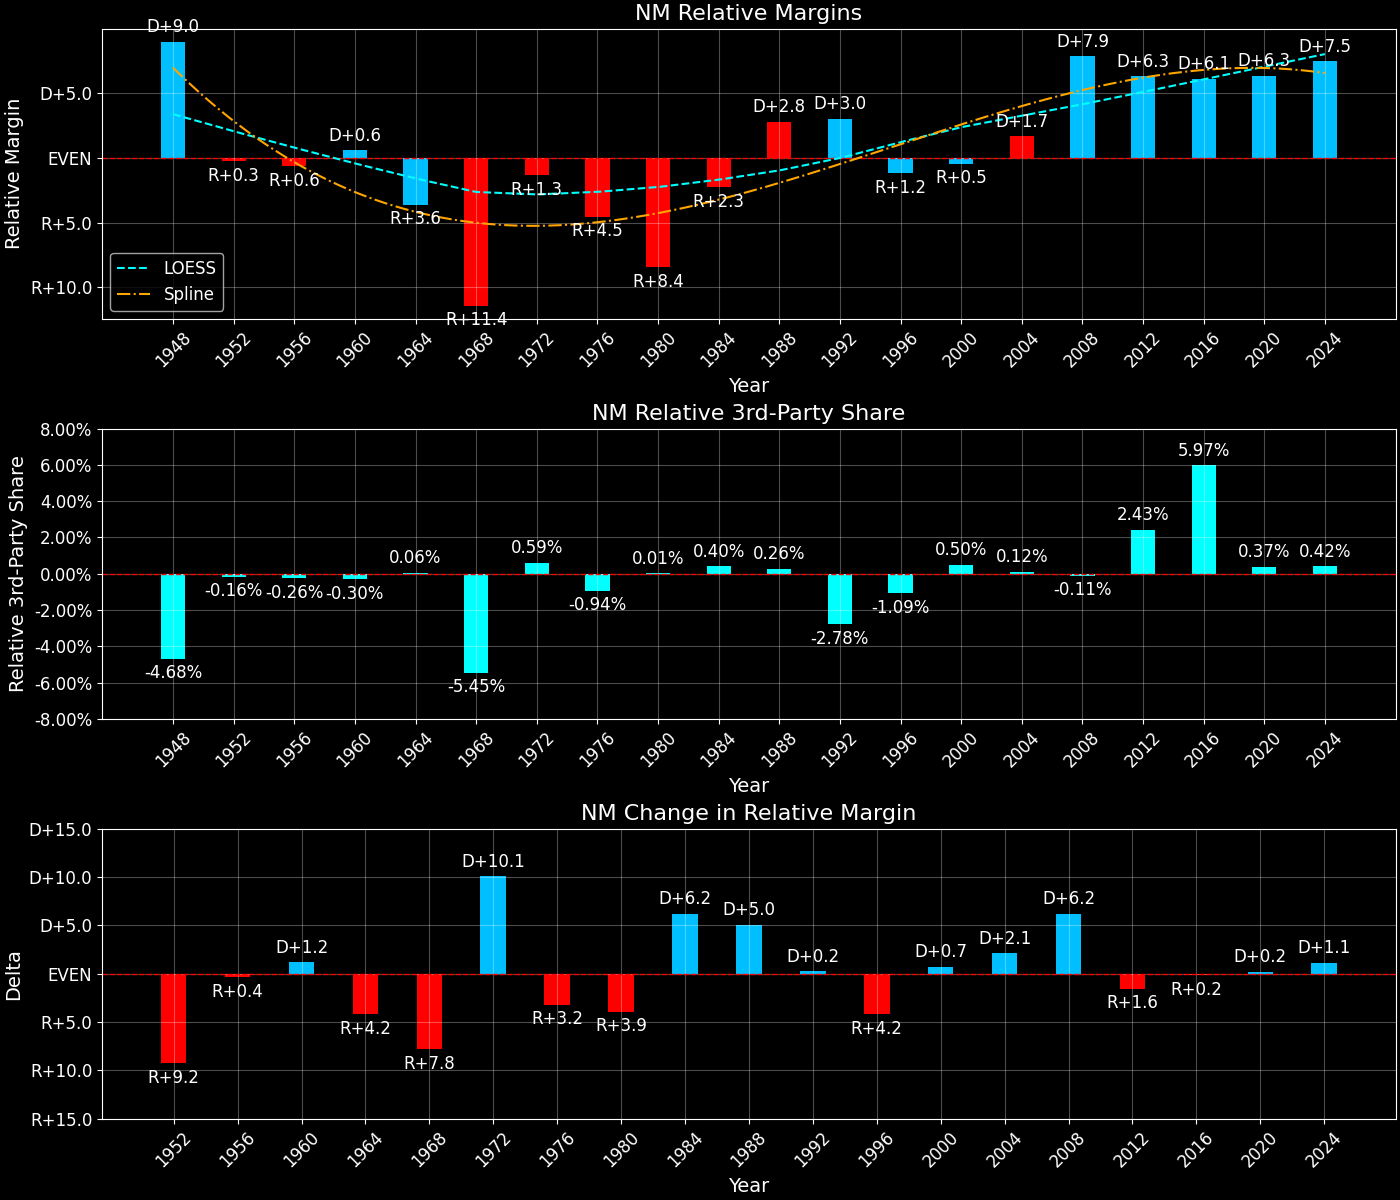 NM Relative Margins
Relative Margin
D+5.0
EVEN
R+5.0
R+10.0
D+9.0
R+0.3
R+0.6
D+0.6
R+3.6
R+11.4
R+1.3
R+4.5
R+8.4
R+2.3
D+2.8
D+3.0
R+1.2
R+0.5
D+1.7
D+7.9
D+6.3
D+6.1
D+6.3
D+7.5
LOESS
Spline
1948 1952 1956 1960 1964 1968 1972 1976 1980 1984 1988 1992 1996 2000 2004 2008 2012 2016 2020 2024
Year
NM Relative 3rd-Party Share
Relative 3rd-Party Share
8.00%
6.00%
4.00%
2.00%
0.00%
-2.00%
-4.00%
-6.00%
-8.00%
-4.68%
-0.16%
-0.26%
-0.30%
0.06%
-5.45%
0.59%
-0.94%
0.01%
0.40%
0.26%
-2.78%
-1.09%
0.50%
0.12%
-0.11%
2.43%
5.97%
0.37%
0.42%
1948 1952 1956 1960 1964 1968 1972 1976 1980 1984 1988 1992 1996 2000 2004 2008 2012 2016 2020 2024
Year
NM Change in Relative Margin
Delta
D+15.0
D+10.0
D+5.0
EVEN
R+5.0
R+10.0
R+15.0
R+9.2
R+0.4
D+1.2
R+4.2
R+7.8
D+10.1
R+3.2
R+3.9
D+6.2
D+5.0
D+0.2
R+4.2
D+0.7
D+2.1
D+6.2
R+1.6
R+0.2
D+0.2
D+1.1
1952 1956 1960 1964 1968 1972 1976 1980 1984 1988 1992 1996 2000 2004 2008 2012 2016 2020 2024
Year